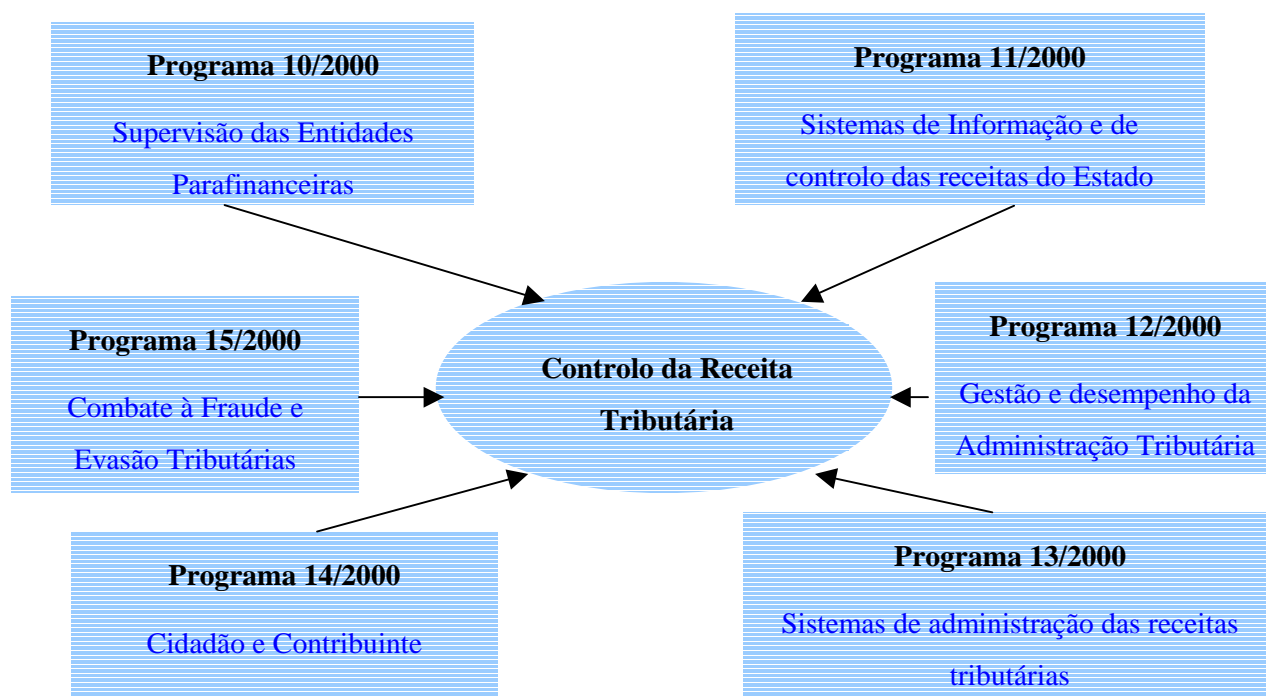 Programa 10/2000
Supervisão das Entidades
Parafinanceiras
Programa 11/2000
Sistemas de Informação e de
controlo das receitas do Estado
Programa 15/2000
Combate à Fraude e
Evasão Tributárias
Controlo da Receita
Tributária
Programa 12/2000
Gestão e desempenho da
Administração Tributária
Programa 14/2000
Cidadão e Contribuinte
Programa 13/2000
Sistemas de administração das receitas
tributárias